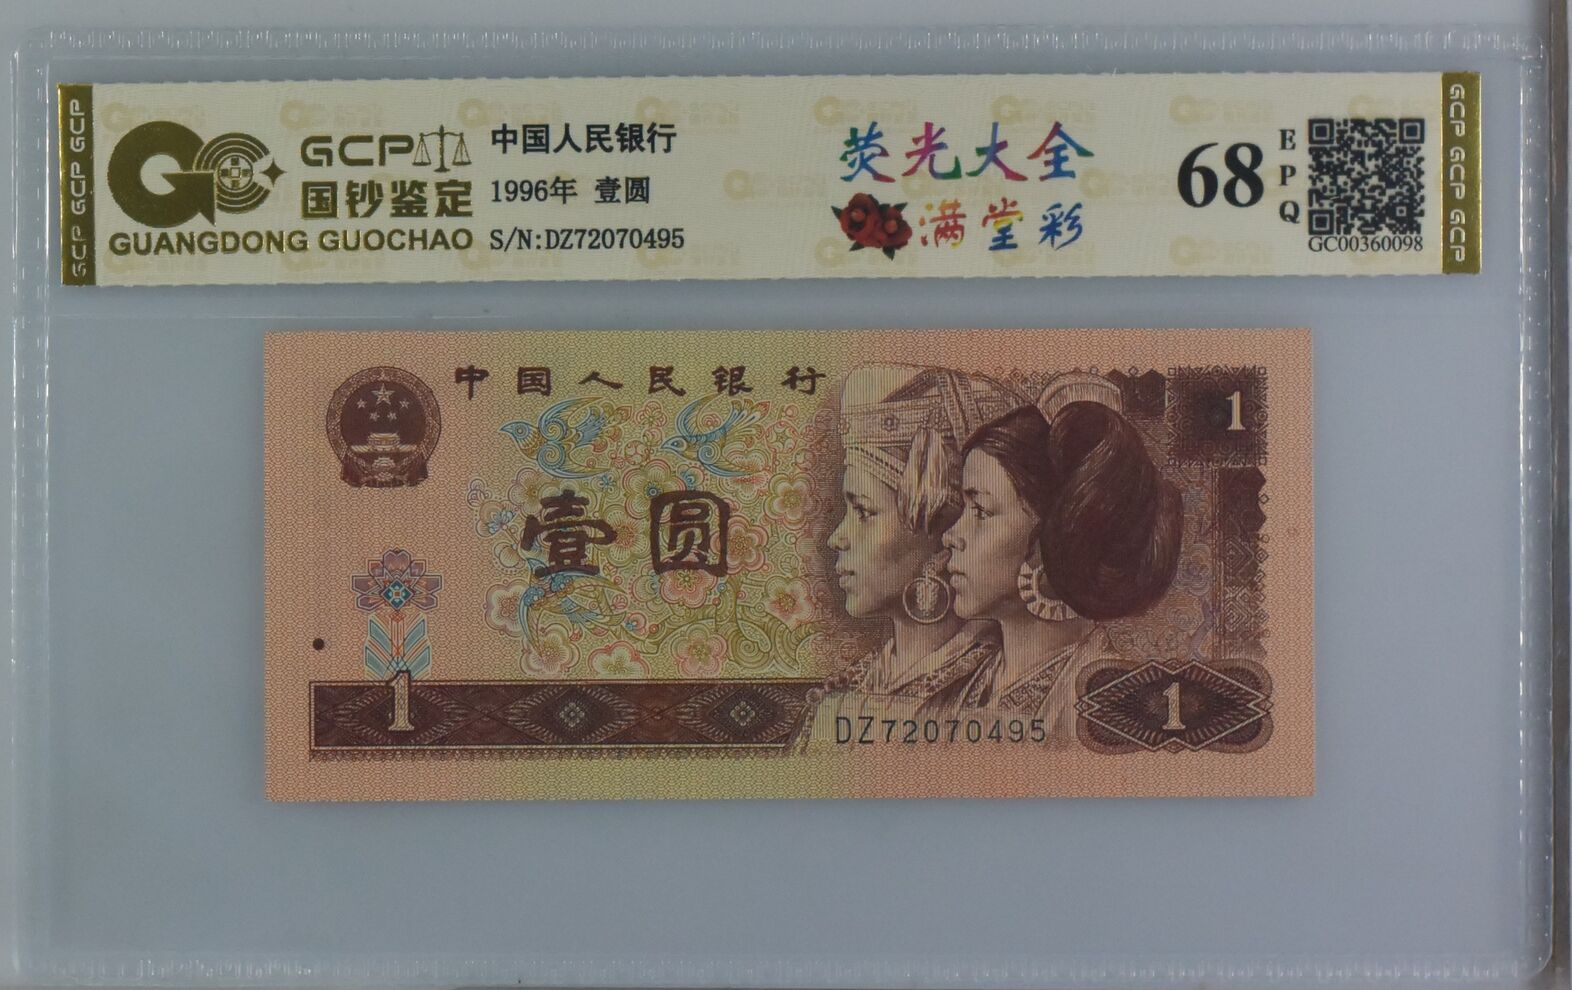 GCP GCP GCP
GCP
国钞鉴定
GUANGDONG GUOCHAO
中国人民银行
1996年 壹圆
S/N:DZ72070495
荧光大全
满堂彩
68
EPQ
GC00360098
GCP GCP GCP
中国人民银行
1
壹圆
1
DZ72070495
1